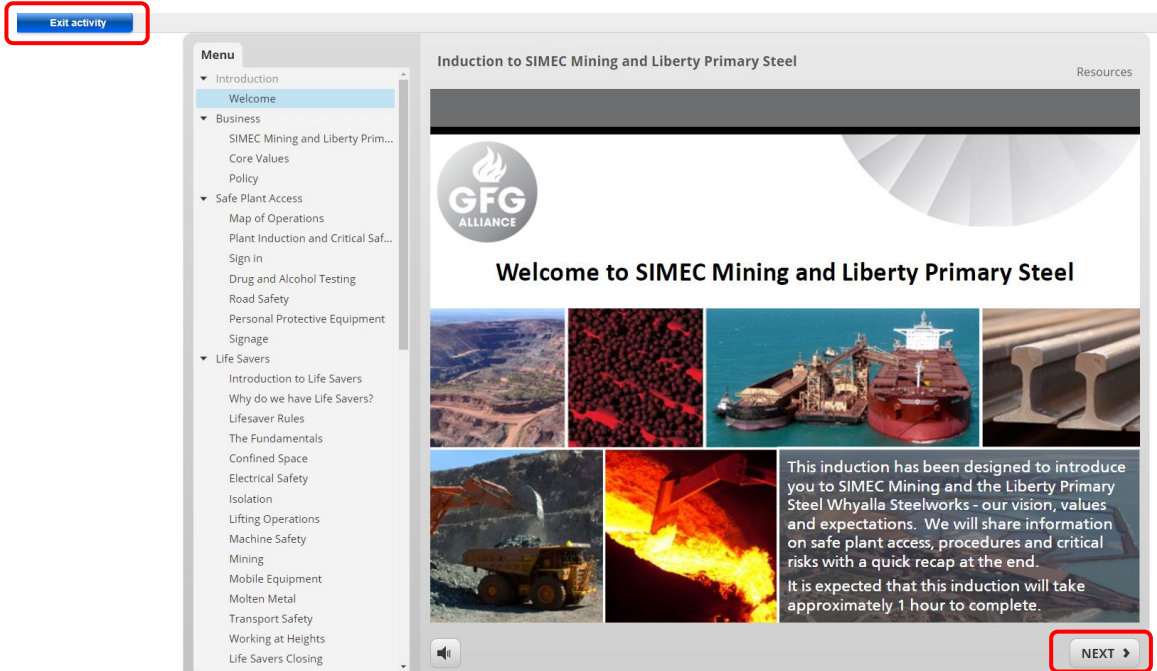 Exit activity
Menu
Introduction
Welcome
Business
SIMEC Mining and Liberty Prim...
Core Values
Policy
Safe Plant Access
Map of Operations
Plant Induction and Critical Saf...
Sign in
Drug and Alcohol Testing
Road Safety
Personal Protective Equipment
Signage
Life Savers
Introduction to Life Savers
Why do we have Life Savers?
Lifesaver Rules
The Fundamentals
Confined Space
Electrical Safety
Isolation
Lifting Operations
Machine Safety
Mining
Mobile Equipment
Molten Metal
Transport Safety
Working at Heights
Life Savers Closing
Induction to SIMEC Mining and Liberty Primary Steel
Resources
GFG
ALLIANCE
Welcome to SIMEC Mining and Liberty Primary Steel
This induction has been designed to introduce
you to SIMEC Mining and the Liberty Primary
Steel Whyalla Steelworks - our vision, values
and expectations. We will share information
on safe plant access, procedures and critical
risks with a quick recap at the end.
It is expected that this induction will take
approximately 1 hour to complete.
NEXT